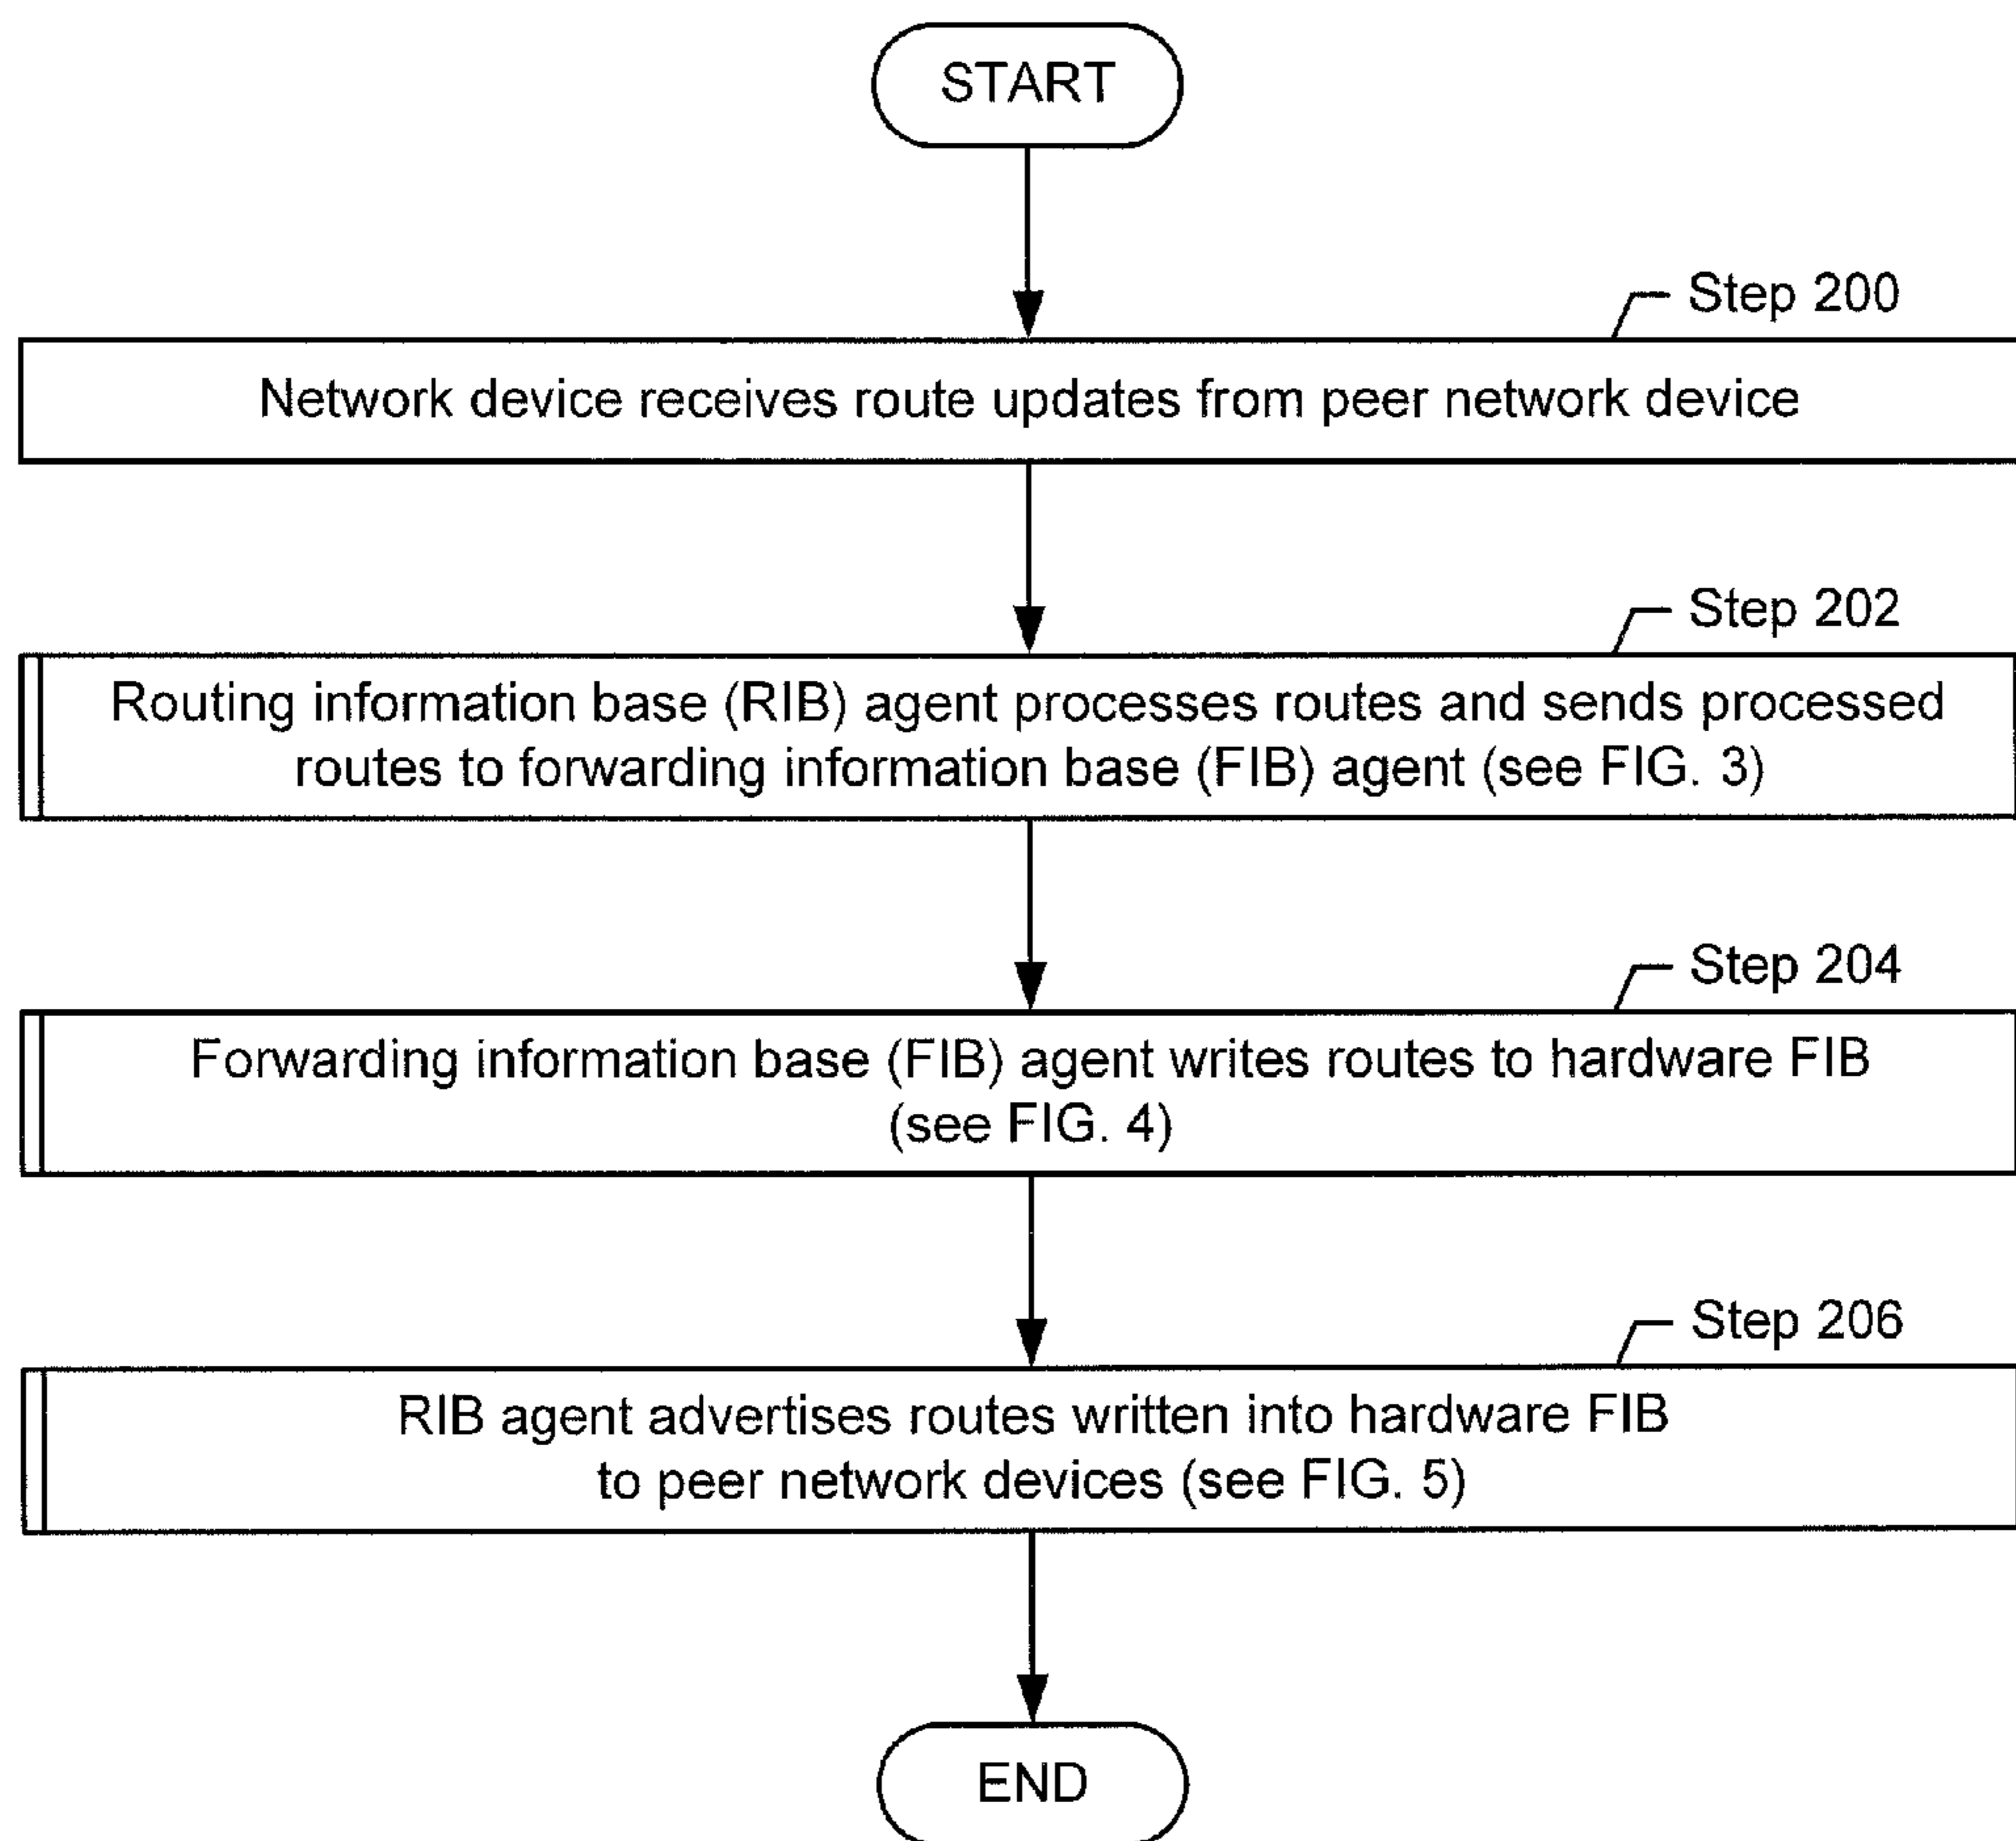 START
Step 200
Network device receives route updates from peer network device
Step 202
Routing information base (RIB) agent processes routes and sends processed
routes to forwarding information base (FIB) agent (see FIG. 3)
Step 204
Forwarding information base (FIB) agent writes routes to hardware FIB
(see FIG. 4)
Step 206
RIB agent advertises routes written into hardware FIB
to peer network devices (see FIG. 5)
END